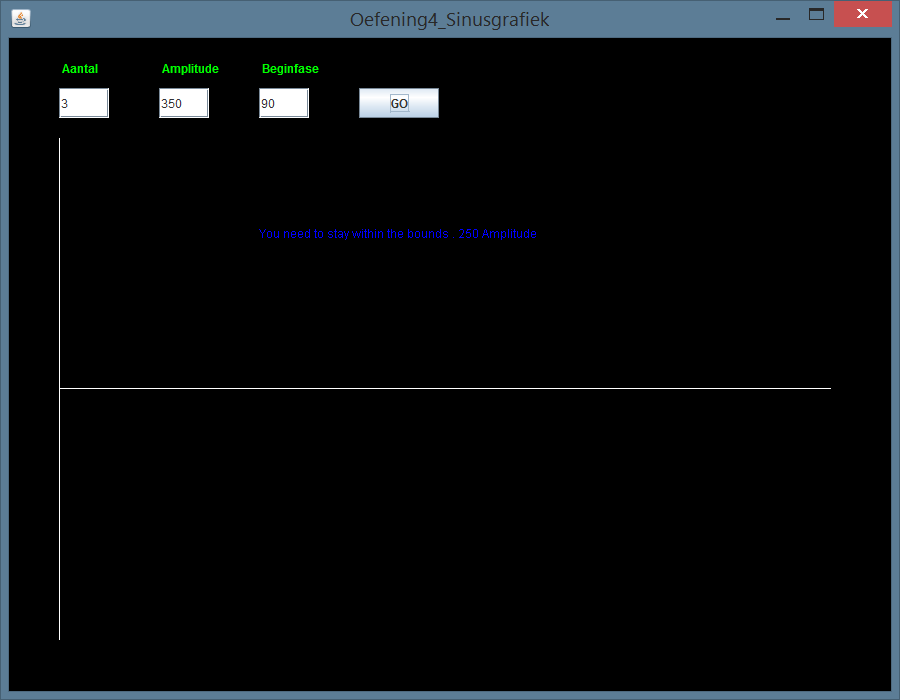 Oefening4_Sinusgrafiek
Aantal Amplitude Beginfase
3 350 90 GO
You need to stay within the bounds : 250 Amplitude